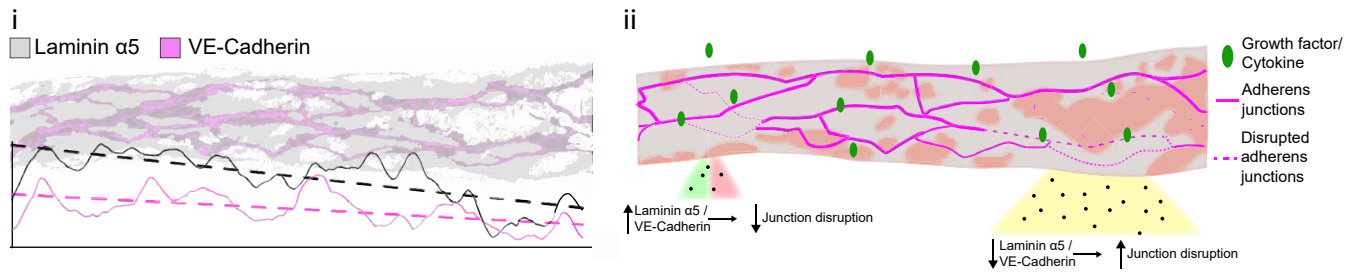 i
Laminin α5
VE-Cadherin
ii
Growth factor/
Cytokine
Adherens
junctions
Disrupted
adherens
junctions
Laminin α5 /
VE-Cadherin
Junction disruption
Laminin α5 /
VE-Cadherin
Junction disruption